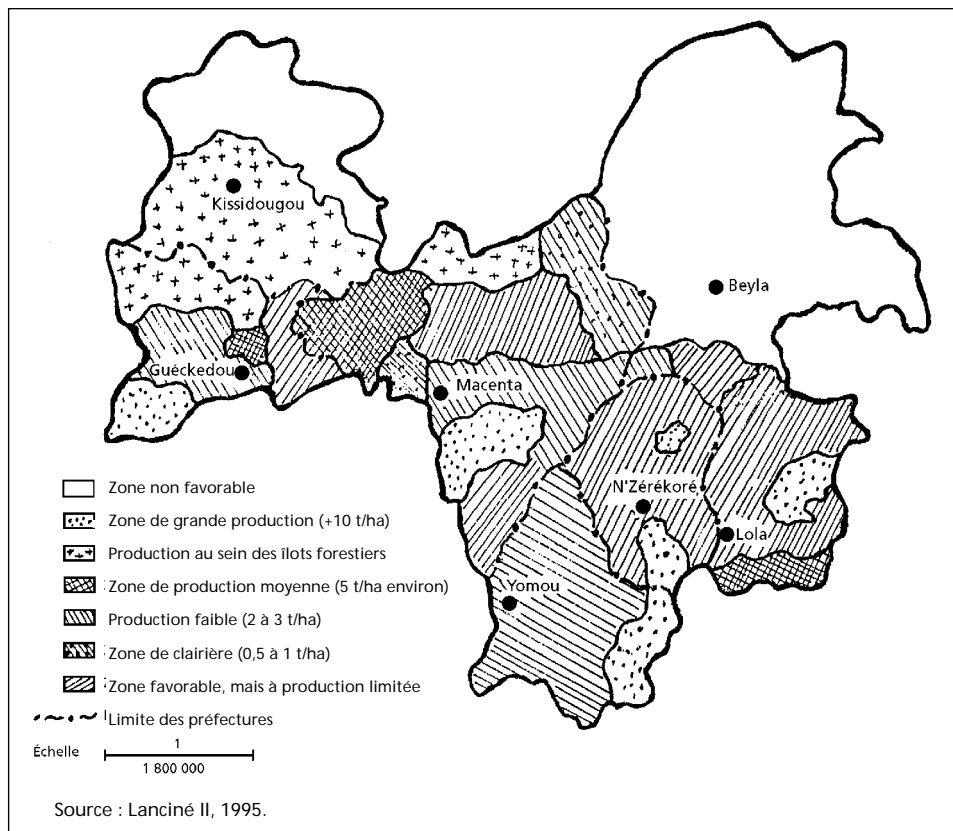 Kissidougou
Beyla
Guéckedou
Macenta
N'Zérékoré
Lola
Yomou
Zone non favorable
Zone de grande production (+10 t/ha)
Production au sein des îlots forestiers
Zone de production moyenne (5 t/ha environ)
Production faible (2 à 3 t/ha)
Zone de clairière (0,5 à 1 t/ha)
Zone favorable, mais à production limitée
Limite des préfectures
Échelle
1
1 800 000
Source : Lanciné II, 1995.